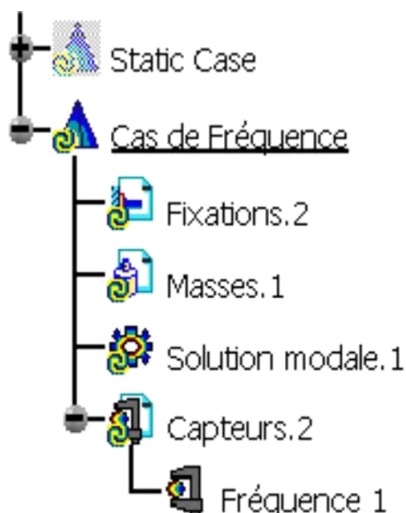 Static Case
Cas de Fréquence
Fixations.2
Masses.1
Solution modale.1
Capteurs.2
Fréquence 1